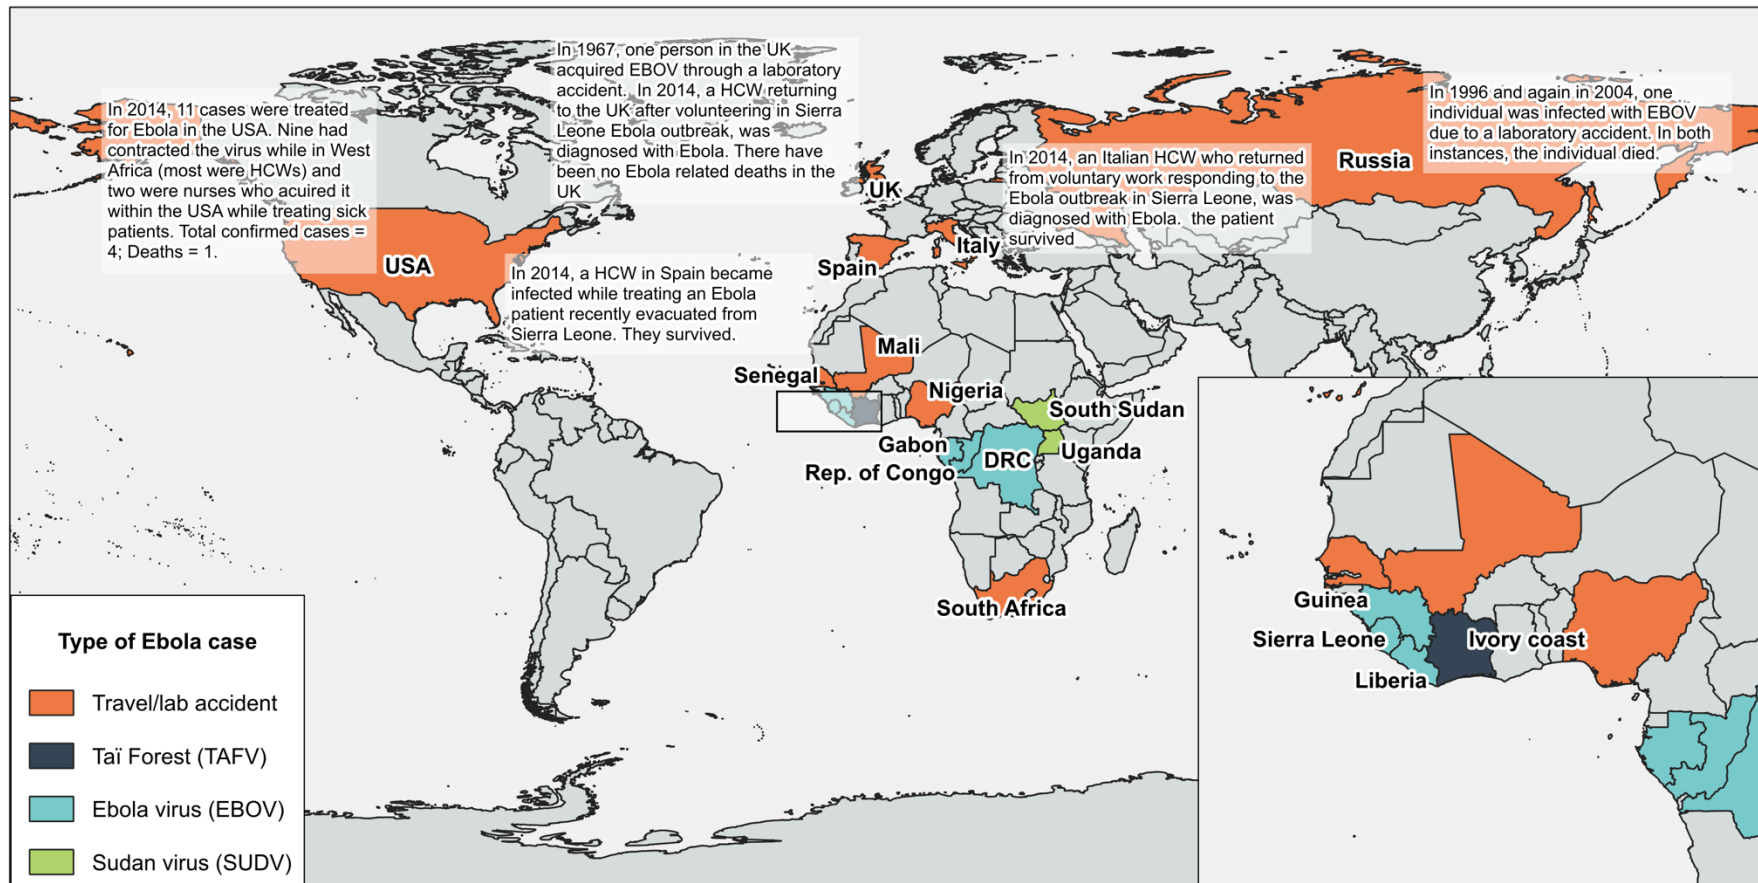 In 2014, 11 cases were treated
for Ebola in the USA. Nine had
contracted the virus while in West
Africa (most were HCWs) and
two were nurses who acuired it
within the USA while treating sick
patients. Total confirmed cases =
4; Deaths = 1.
In 1967, one person in the UK
acquired EBOV through a laboratory
accident. In 2014, a HCW returning
to the UK after volunteering in Sierra
Leone Ebola outbreak, was
diagnosed with Ebola. There have
been no Ebola related deaths in the
UK
In 2014, an Italian HCW who returned
from voluntary work responding to the
Ebola outbreak in Sierra Leone, was
diagnosed with Ebola. the patient
survived
In 1996 and again in 2004, one
individual was infected with EBOV
due to a laboratory accident. In both
instances, the individual died.
In 2014, a HCW in Spain became
infected while treating an Ebola
patient recently evacuated from
Sierra Leone. They survived.
Russia
UK
USA
Italy
Spain
Mali
Senegal
Nigeria
South Sudan
Gabon
Uganda
DRC
Rep. of Congo
South Africa
Guinea
Sierra Leone
Ivory coast
Liberia
Type of Ebola case
Travel/lab accident
Taï Forest (TAFV)
Ebola virus (EBOV)
Sudan virus (SUDV)